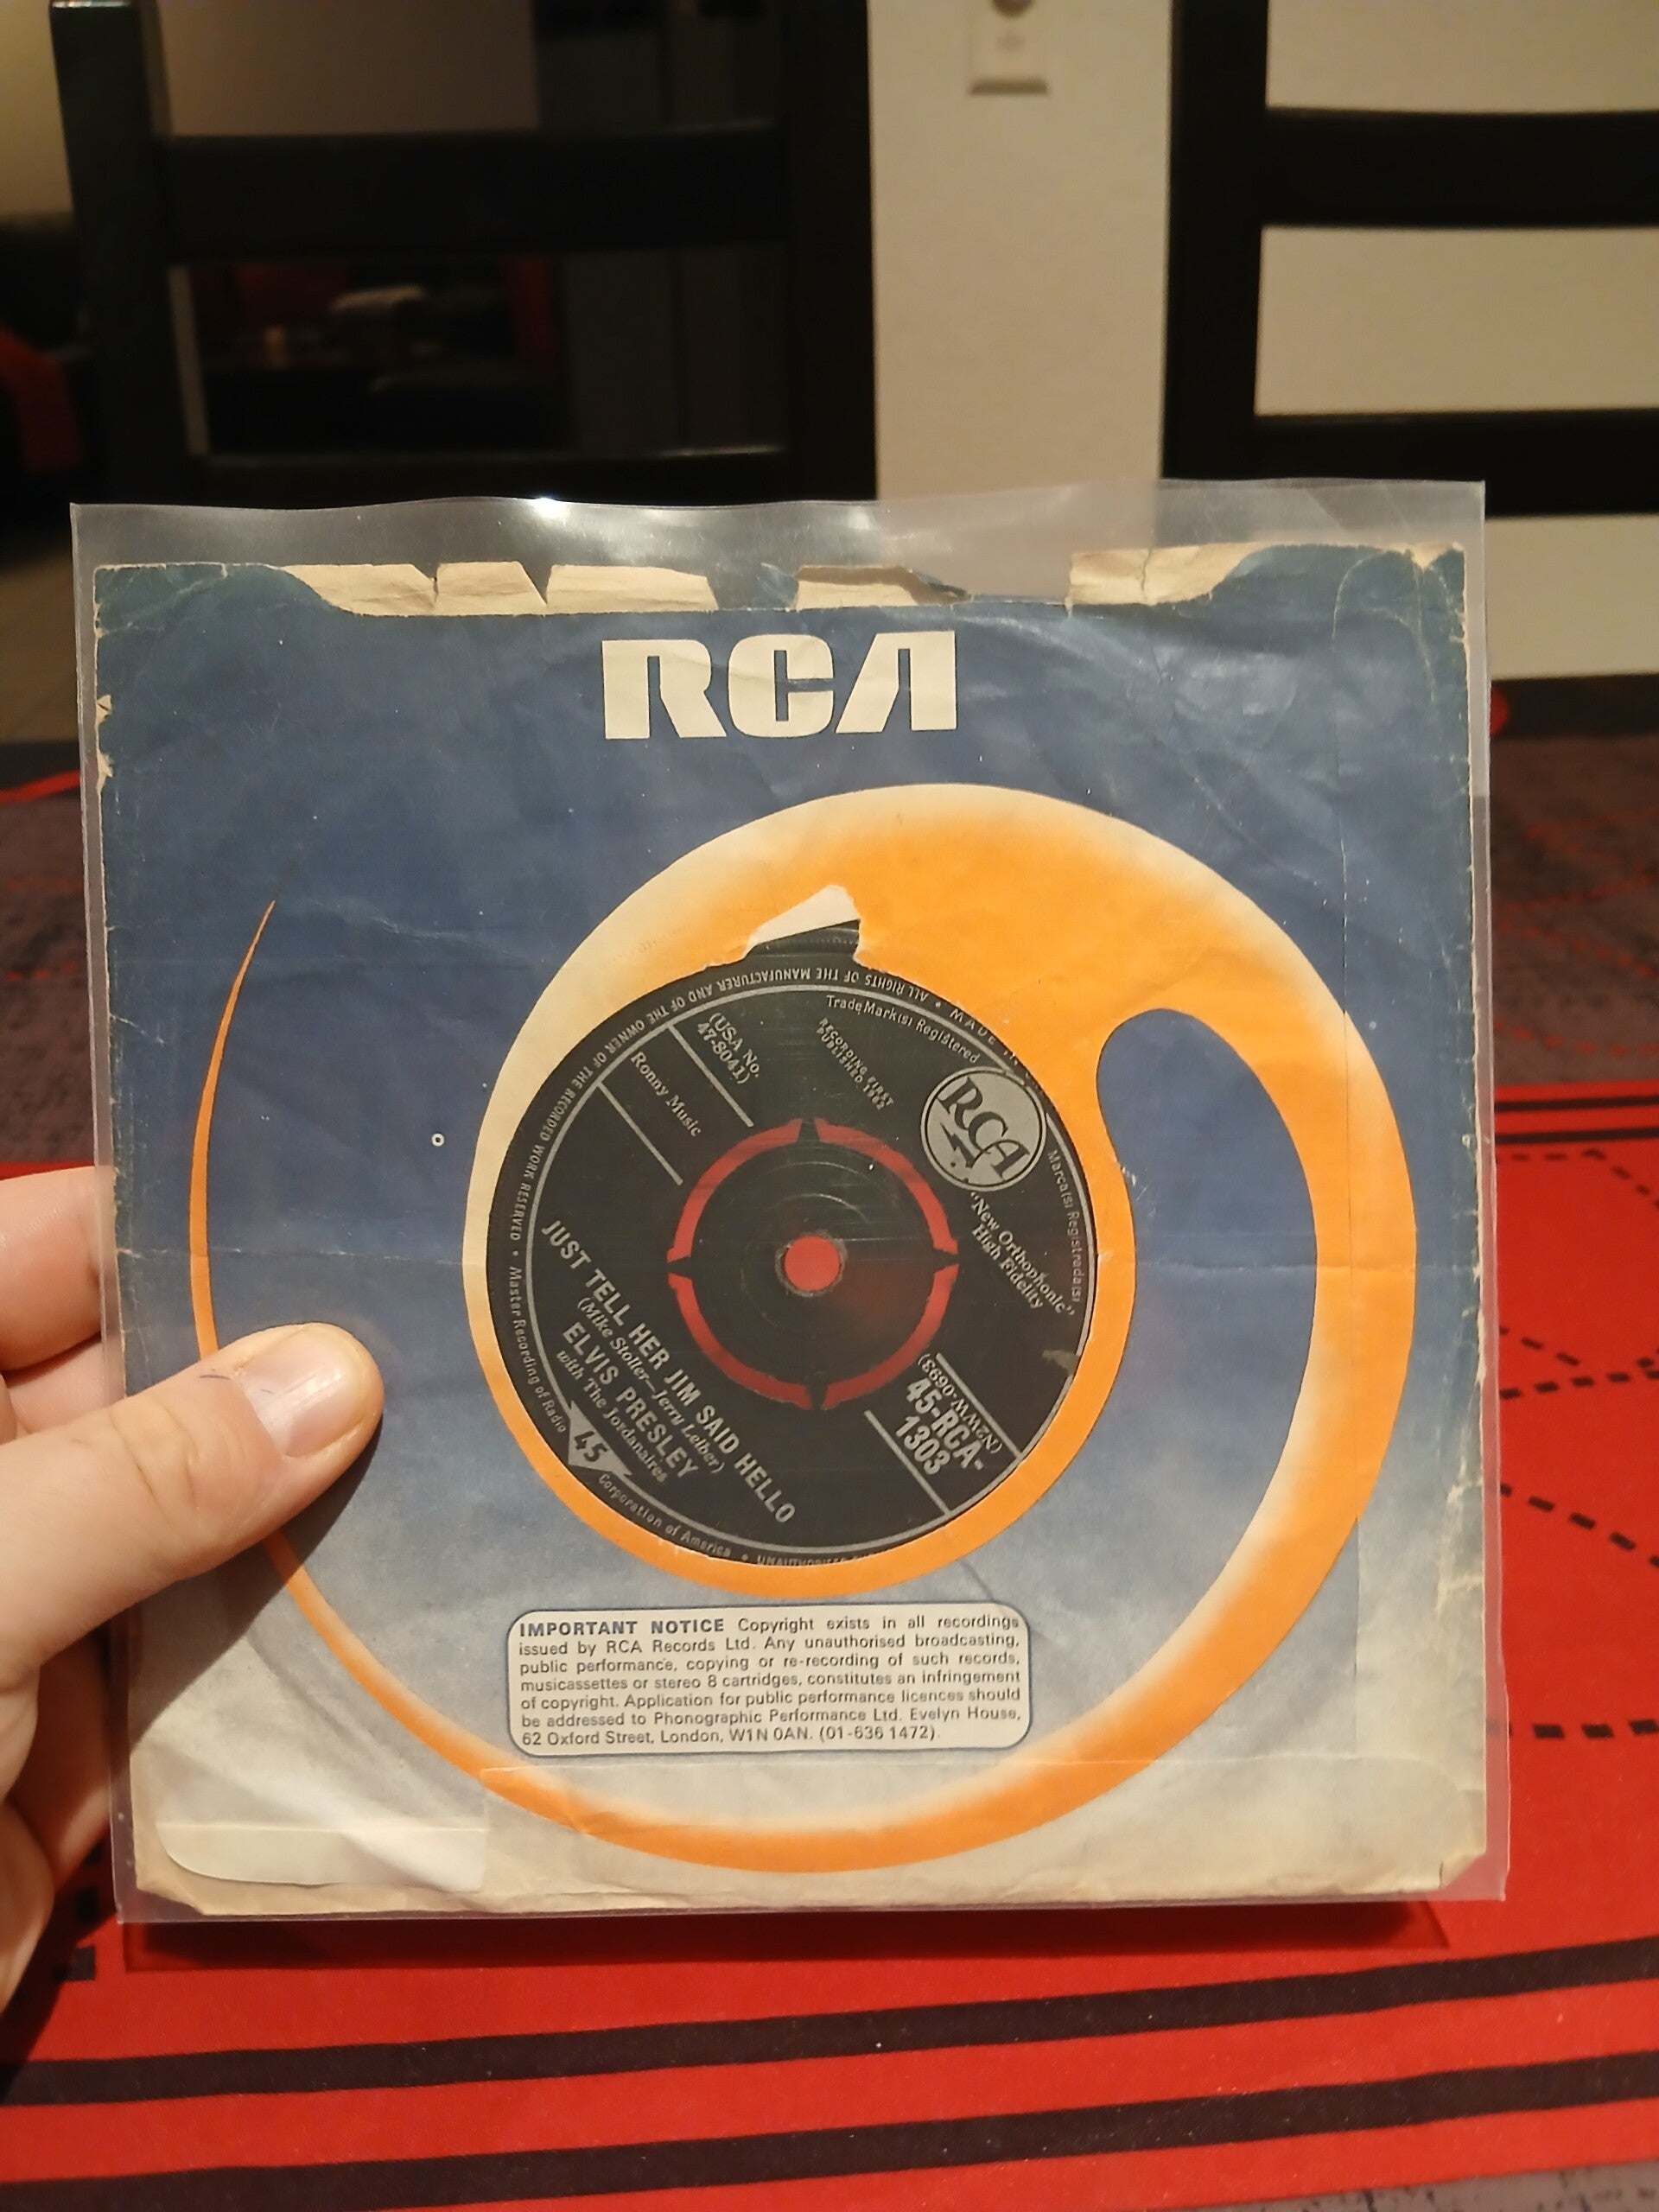 RCA
ALL RIGHTS OF THE MANUFACTURER AND OF THE OWNER OF THE RECORDED WORK RESERVED • Master Recording of Radio Corporation of America •
MADE
TradeMark(s) Registered
Marca(s) Registrada(s)
RCA
"New Orthophonic"
High Fidelity
RECORDING FIRST
PUBLISHED 1962
(USA No.
47-8041)
Ronny Music
(N2WW-0693)
45-RCA-
1303
JUST TELL HER JIM SAID HELLO
(Mike Stoller—Jerry Leiber)
ELVIS PRESLEY
with The Jordanaires
45
IMPORTANT NOTICE Copyright exists in all recordings
issued by RCA Records Ltd. Any unauthorised broadcasting,
public performance, copying or re-recording of such records,
musicassettes or stereo 8 cartridges, constitutes an infringement
of copyright. Application for public performance licences should
be addressed to Phonographic Performance Ltd. Evelyn House,
62 Oxford Street, London, W1N 0AN. (01-636 1472).